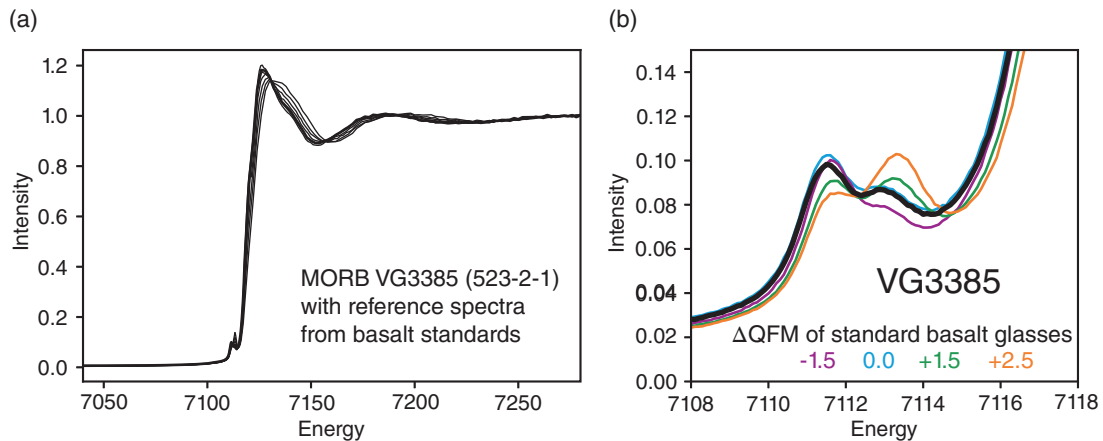 (a)
1.2
1.0
0.8
0.6
0.4
0.2
0.0
Intensity
7050
7100
7150
7200
7250
Energy
MORB VG3385 (523-2-1)
with reference spectra
from basalt standards
(b)
0.14
0.12
0.10
0.08
0.06
0.04
0.02
0.00
Intensity
7108
7110
7112
7114
7116
7118
Energy
VG3385
ΔQFM of standard basalt glasses
-1.5 0.0 +1.5 +2.5